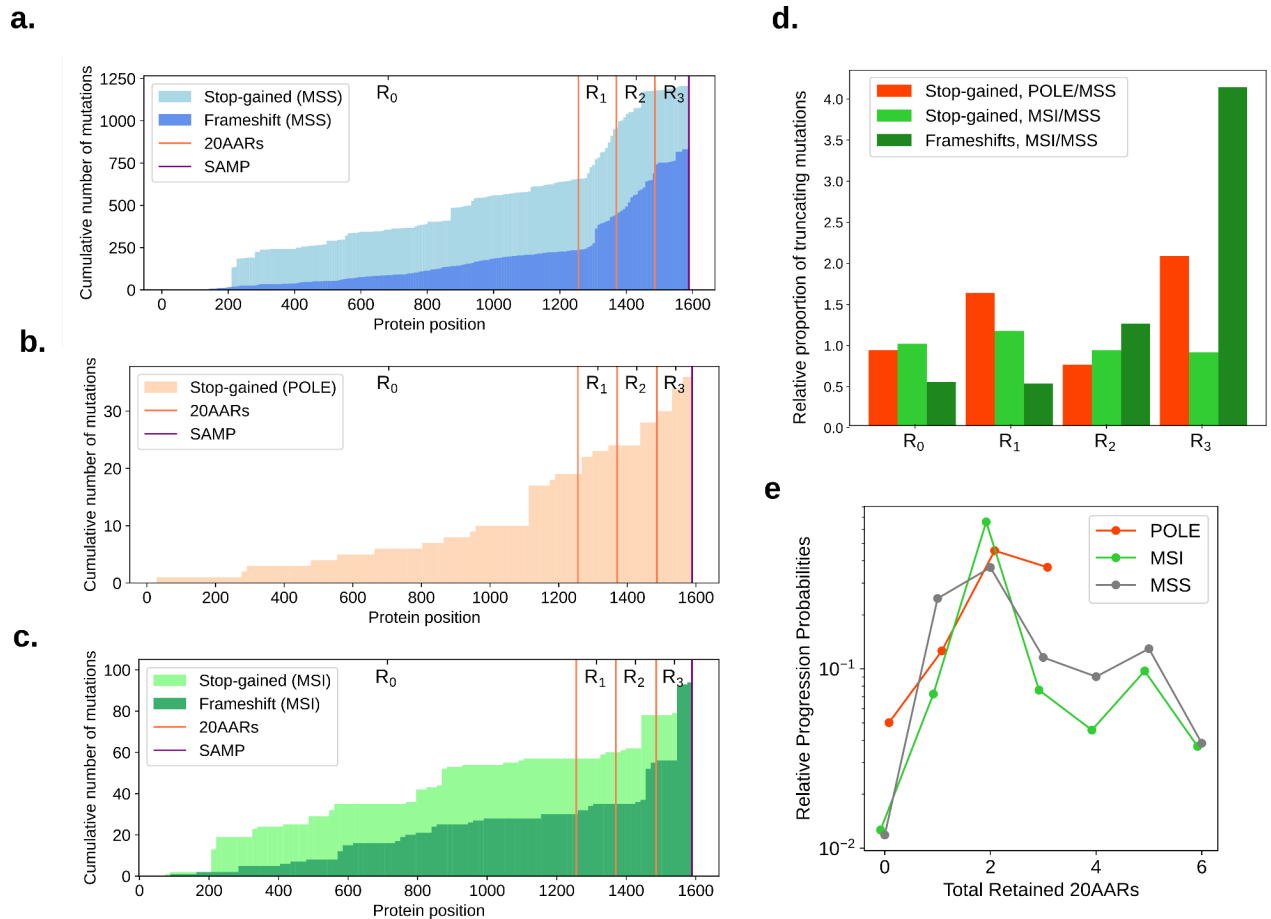 a.
1250
1000
750
500
250
0
Cumulative number of mutations
Stop-gained (MSS)
Frameshift (MSS)
20AARs
SAMP
R0
R1
R2
R3
0 200 400 600 800 1000 1200 1400 1600
Protein position
b.
30
20
10
0
Cumulative number of mutations
Stop-gained (POLE)
20AARs
SAMP
R0
R1
R2
R3
0 200 400 600 800 1000 1200 1400 1600
Protein position
c.
100
80
60
40
20
0
Cumulative number of mutations
Stop-gained (MSI)
Frameshift (MSI)
20AARs
SAMP
R0
R1
R2
R3
0 200 400 600 800 1000 1200 1400 1600
Protein position
d.
4.0
3.5
3.0
2.5
2.0
1.5
1.0
0.5
0.0
Relative proportion of truncating mutations
Stop-gained, POLE/MSS
Stop-gained, MSI/MSS
Frameshifts, MSI/MSS
R0 R1 R2 R3
e
10−1
10−2
Relative Progression Probabilities
POLE
MSI
MSS
0 2 4 6
Total Retained 20AARs